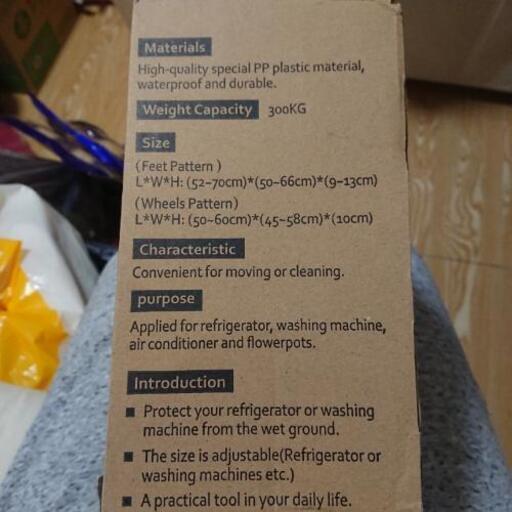 Materials
High-quality special PP plastic material,
waterproof and durable.
Weight Capacity 300KG
Size
(Feet Pattern)
L*W*H: (52-70cm)*(50-66cm)*(9-13cm)
(Wheels Pattern)
L*W*H: (50-60cm)*(45-58cm)*(10cm)
Characteristic
Convenient for moving or cleaning.
purpose
Applied for refrigerator, washing machine,
air conditioner and flowerpots.
Introduction
■ Protect your refrigerator or washing
machine from the wet ground.
■ The size is adjustable(Refrigerator or
washing machines etc.)
■ A practical tool in your daily life.